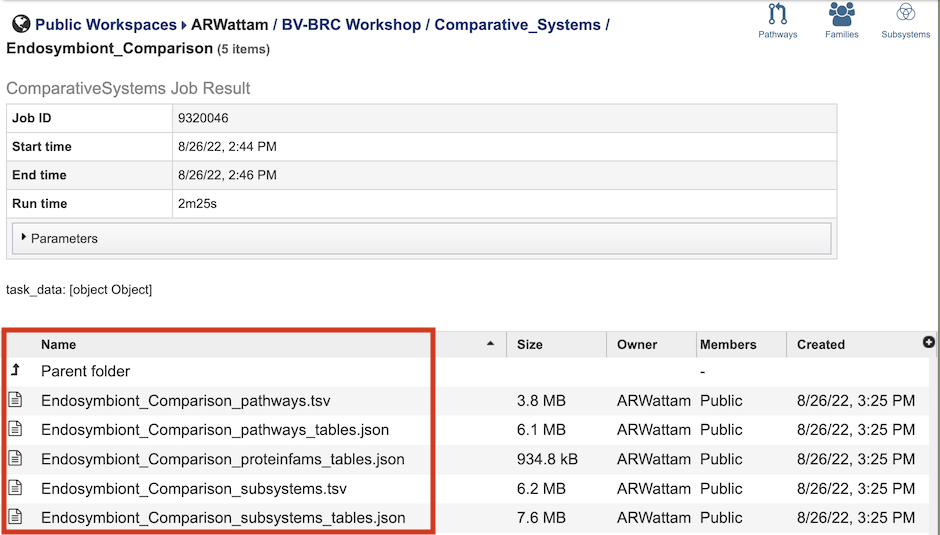 Public Workspaces ARWattam / BV-BRC Workshop / Comparative_Systems /
Endosymbiont_Comparison (5 items)
Pathways Families Subsystems
ComparativeSystems Job Result
Job ID 9320046
Start time 8/26/22, 2:44 PM
End time 8/26/22, 2:46 PM
Run time 2m25s
Parameters
task_data: [object Object]
Name Size Owner Members Created
Parent folder -
Endosymbiont_Comparison_pathways.tsv 3.8 MB ARWattam Public 8/26/22, 3:25 PM
Endosymbiont_Comparison_pathways_tables.json 6.1 MB ARWattam Public 8/26/22, 3:25 PM
Endosymbiont_Comparison_proteinfams_tables.json 934.8 kB ARWattam Public 8/26/22, 3:25 PM
Endosymbiont_Comparison_subsystems.tsv 6.2 MB ARWattam Public 8/26/22, 3:25 PM
Endosymbiont_Comparison_subsystems_tables.json 7.6 MB ARWattam Public 8/26/22, 3:25 PM